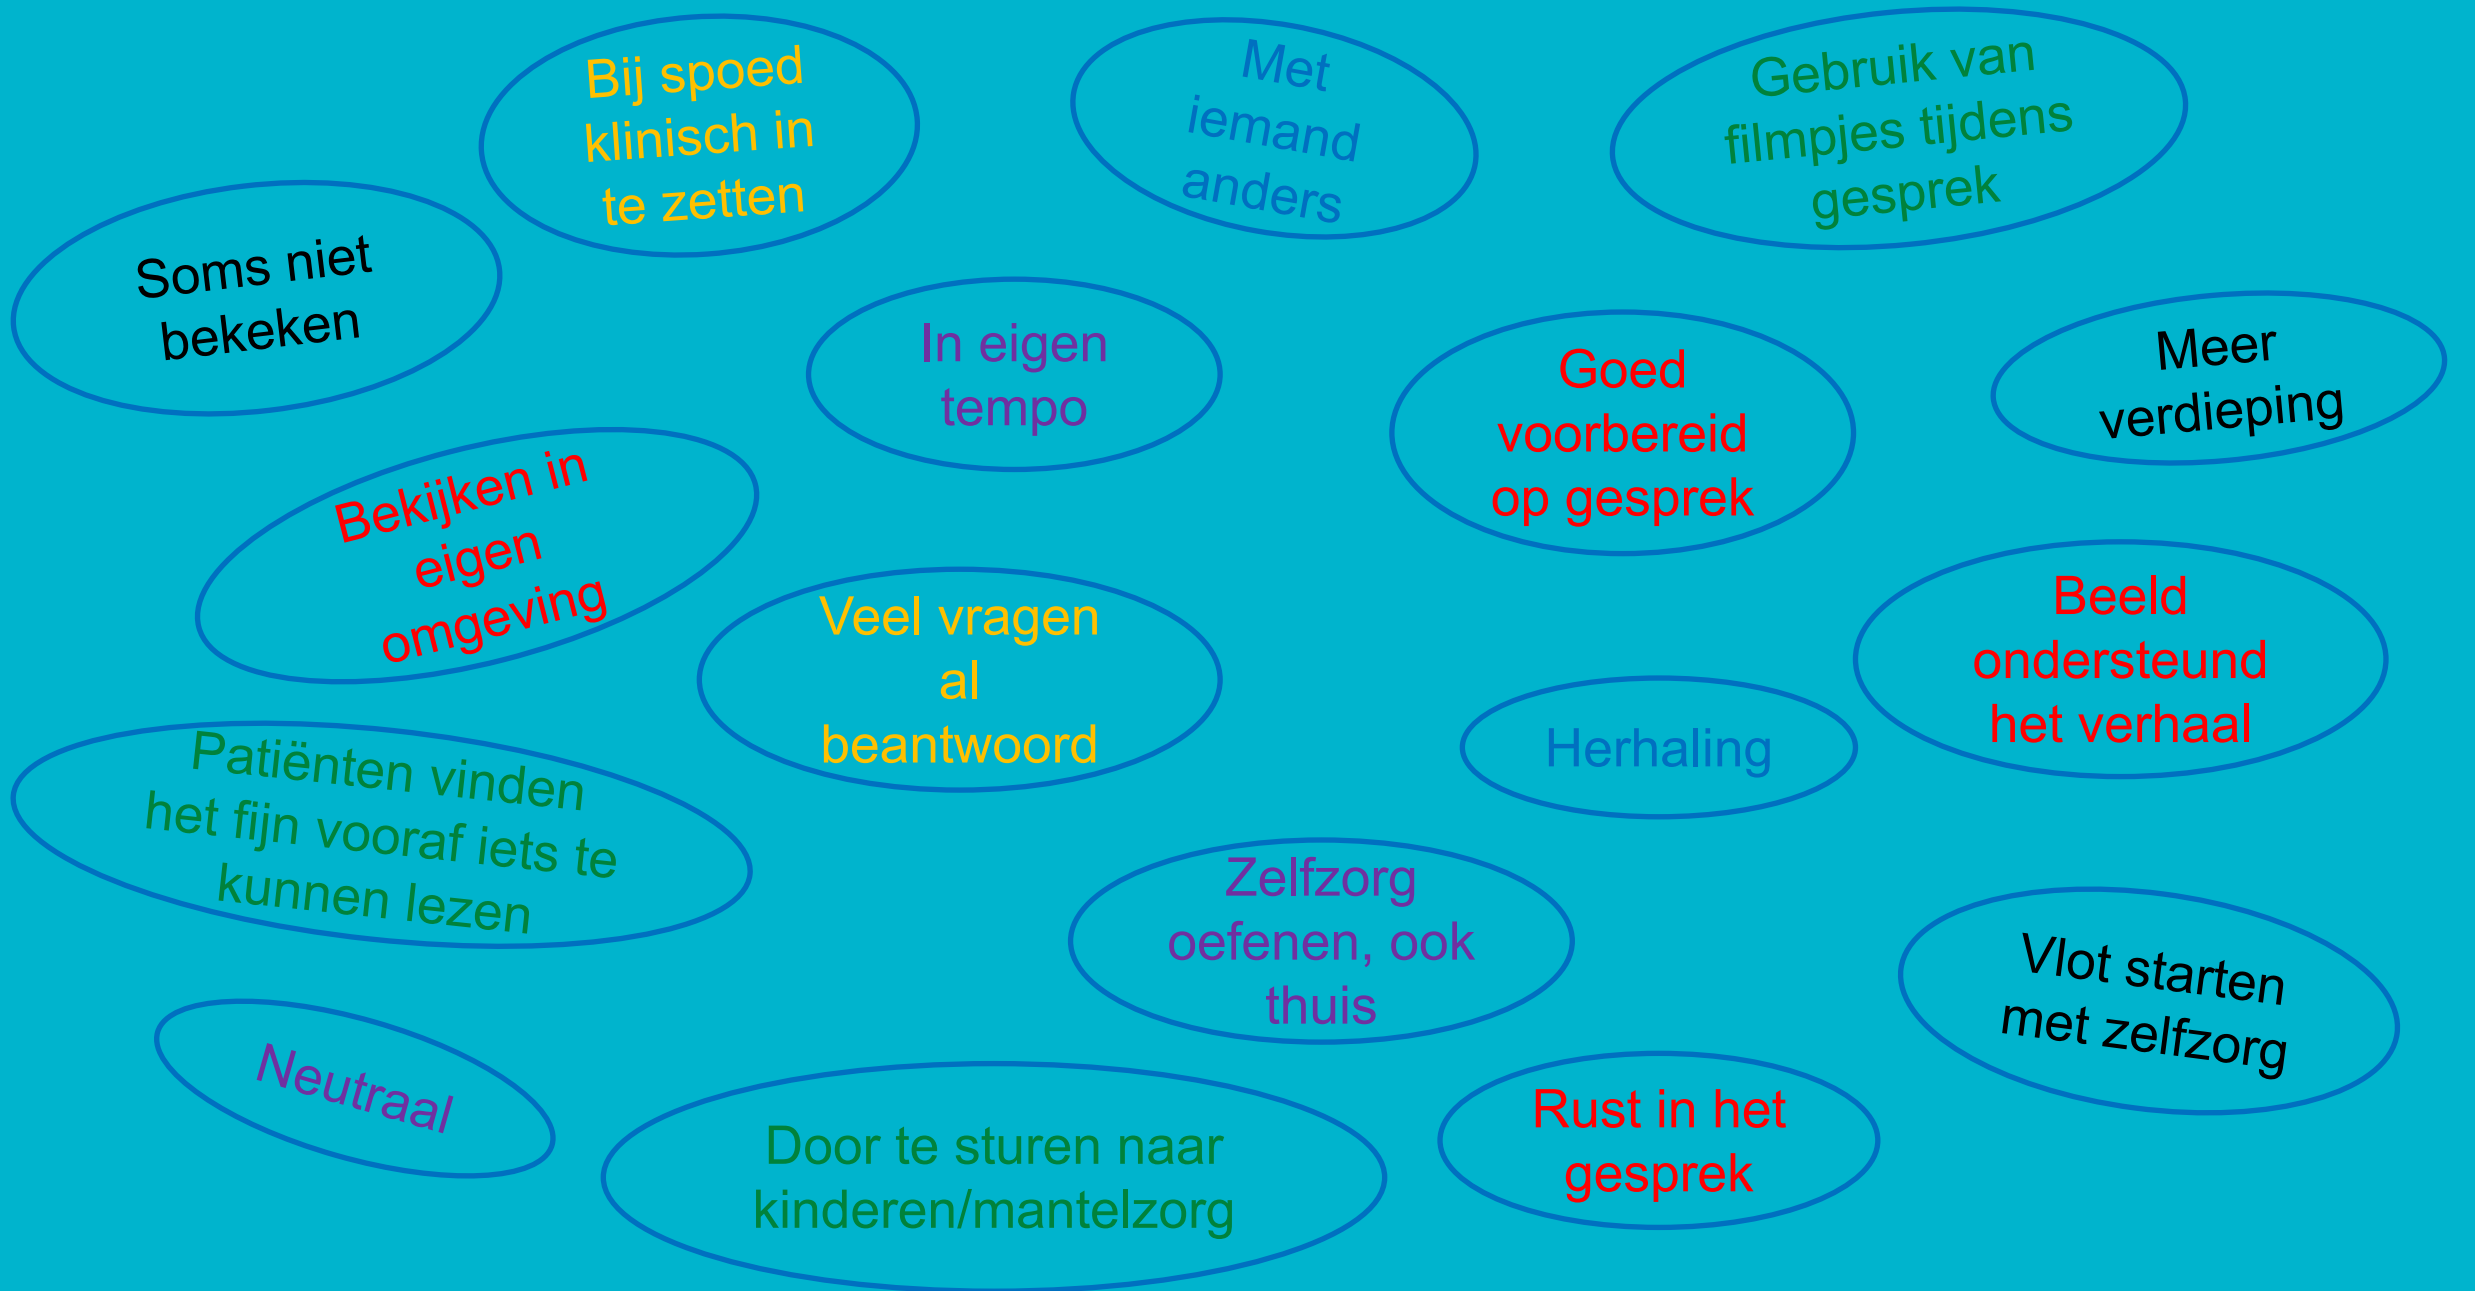 Bij spoed
klinisch in
te zetten
Met
iemand
anders
Gebruik van
filmpjes tijdens
gesprek
Soms niet
bekeken
In eigen
tempo
Goed
voorbereid
op gesprek
Meer
verdieping
Bekijken in
eigen
omgeving
Veel vragen
al
beantwoord
Beeld
ondersteund
het verhaal
Herhaling
Patiënten vinden
het fijn vooraf iets te
kunnen lezen
Zelfzorg
oefenen, ook
thuis
Vlot starten
met zelfzorg
Neutraal
Door te sturen naar
kinderen/mantelzorg
Rust in het
gesprek